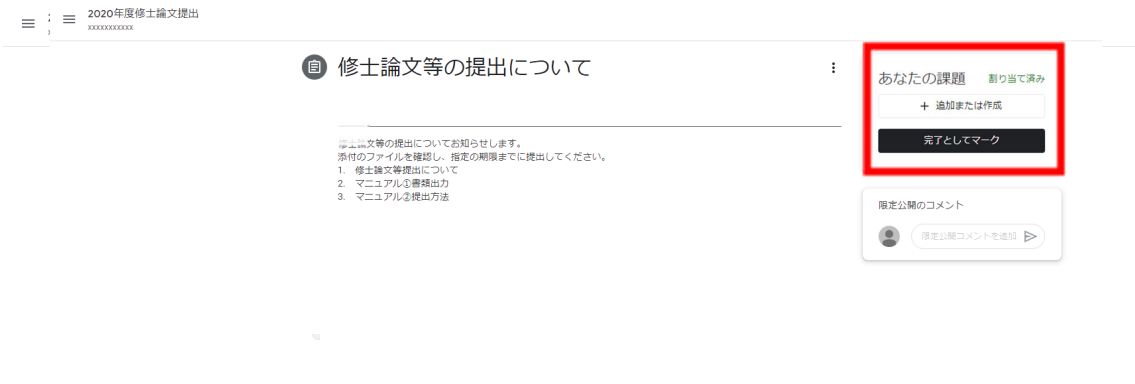 2020年度修士論文提出
xxxxxxxxxxx
修士論文等の提出について
修士論文等の提出についてお知らせします。
添付のファイルを確認し、指定の期限までに提出してください。
1. 修士論文等提出について
2. マニュアル①書類出力
3. マニュアル②提出方法
あなたの課題 割り当て済み
+ 追加または作成
完了としてマーク
限定公開のコメント
限定公開コメントを追加